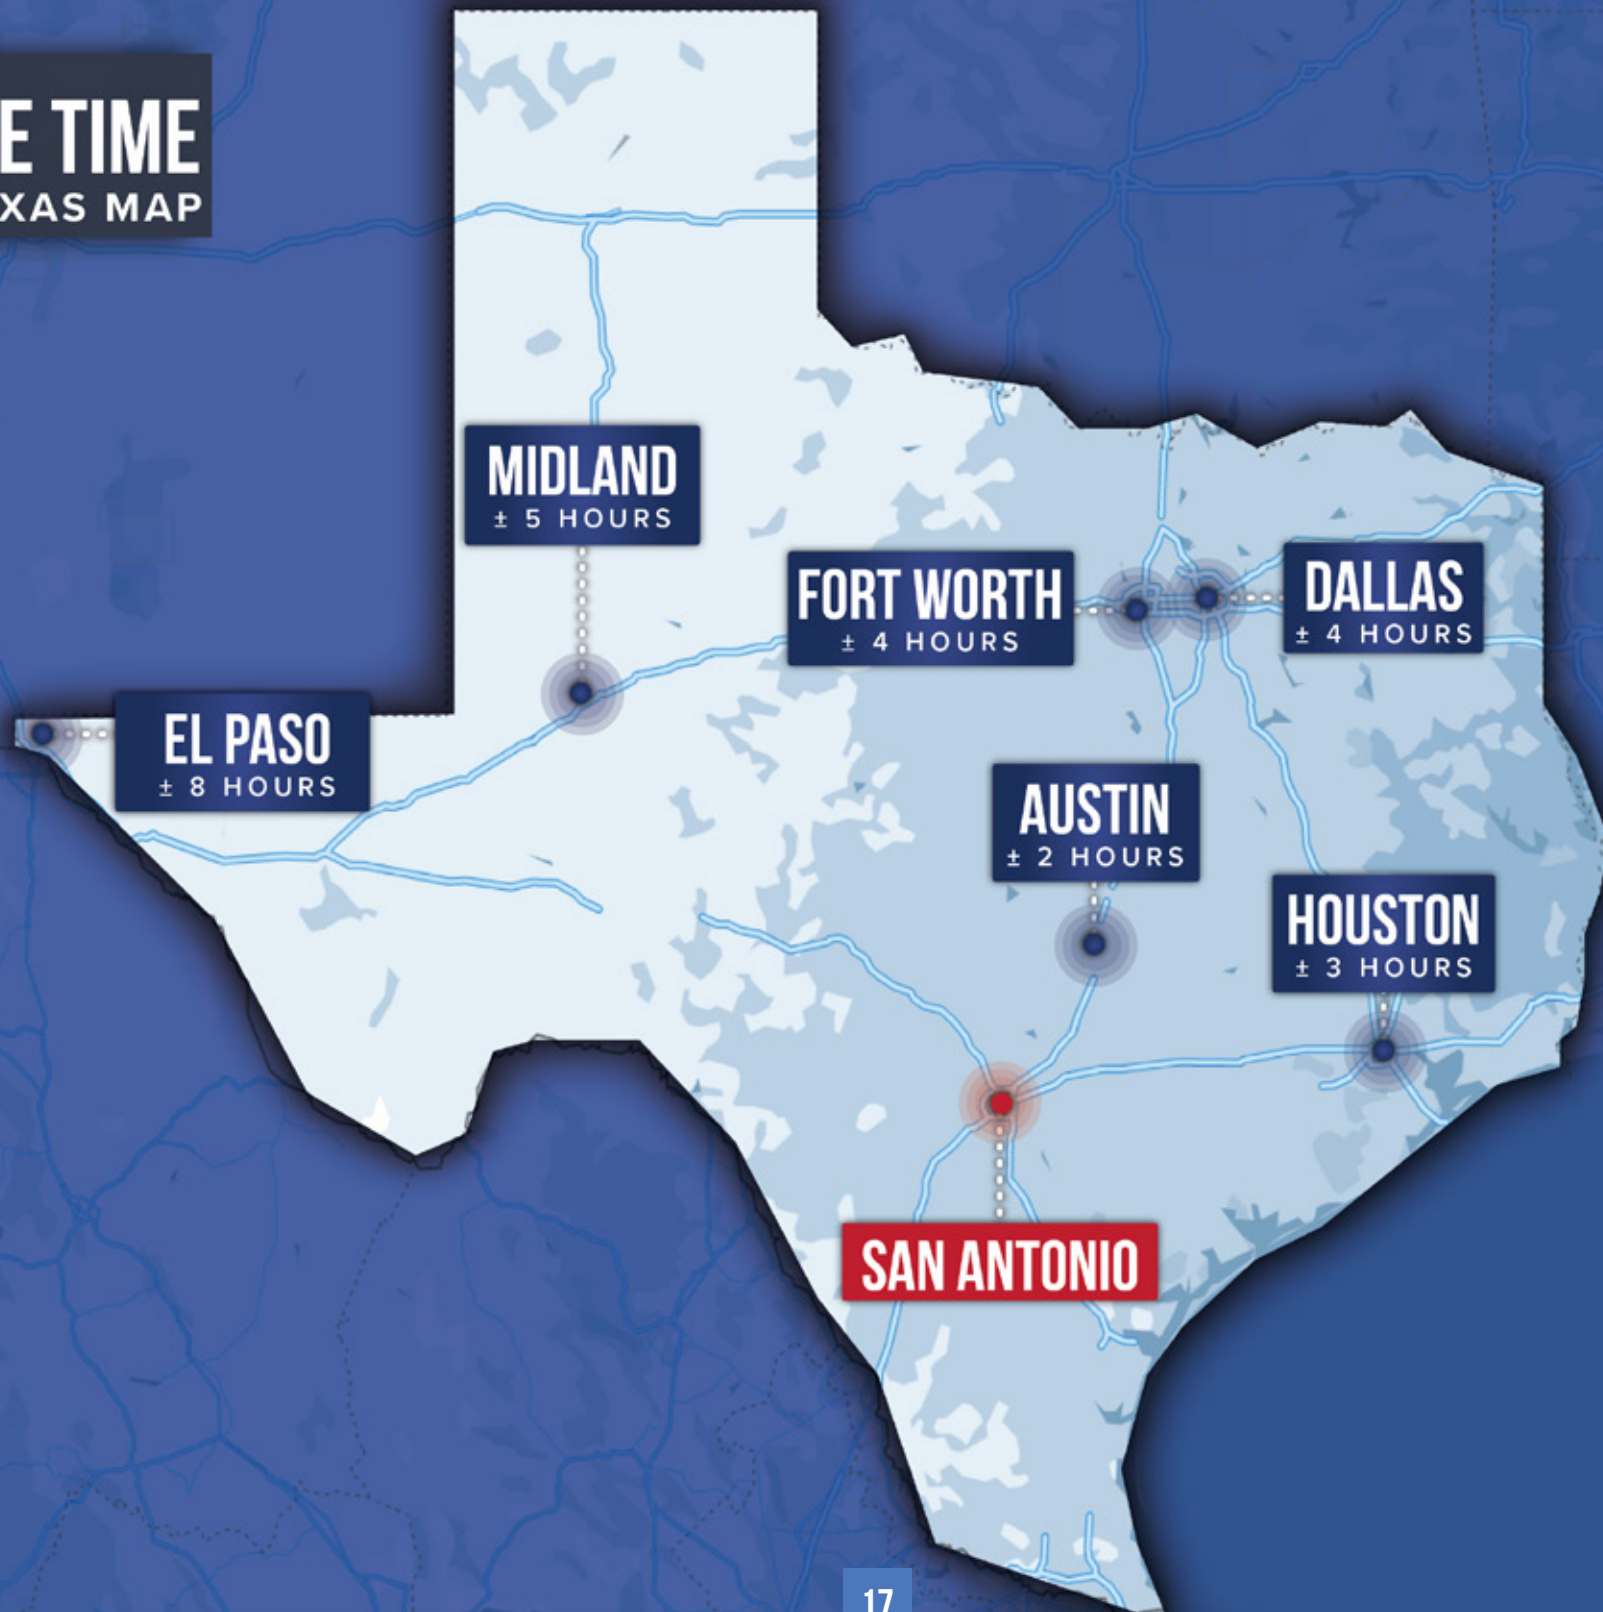 E TIME
XAS MAP
MIDLAND
± 5 HOURS
FORT WORTH
± 4 HOURS
DALLAS
± 4 HOURS
EL PASO
± 8 HOURS
AUSTIN
± 2 HOURS
HOUSTON
± 3 HOURS
SAN ANTONIO
17